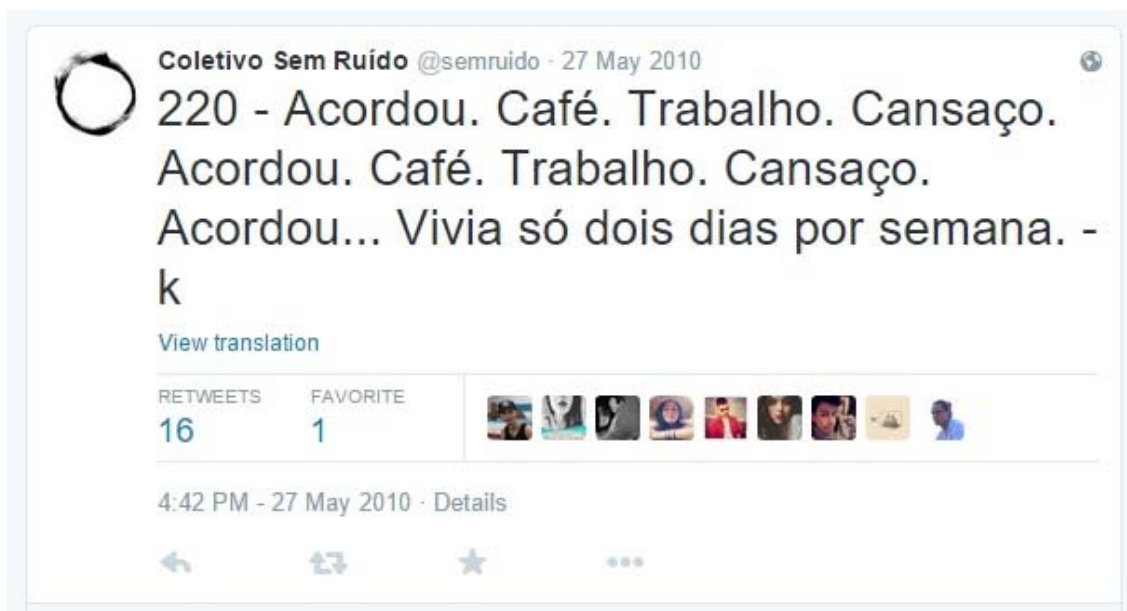 Coletivo Sem Ruído @semruido · 27 May 2010
220 - Acordou. Café. Trabalho. Cansaço.
Acordou. Café. Trabalho. Cansaço.
Acordou... Vivia só dois dias por semana. -
k
View translation
RETWEETS FAVORITE
16 1
4:42 PM - 27 May 2010 · Details